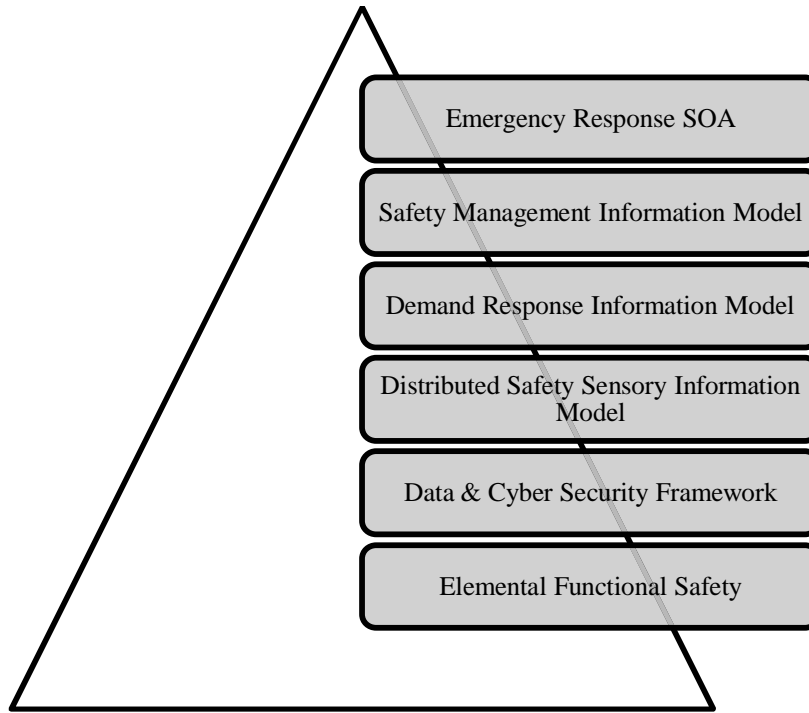 Emergency Response SOA
Safety Management Information Model
Demand Response Information Model
Distributed Safety Sensory Information
Model
Data & Cyber Security Framework
Elemental Functional Safety